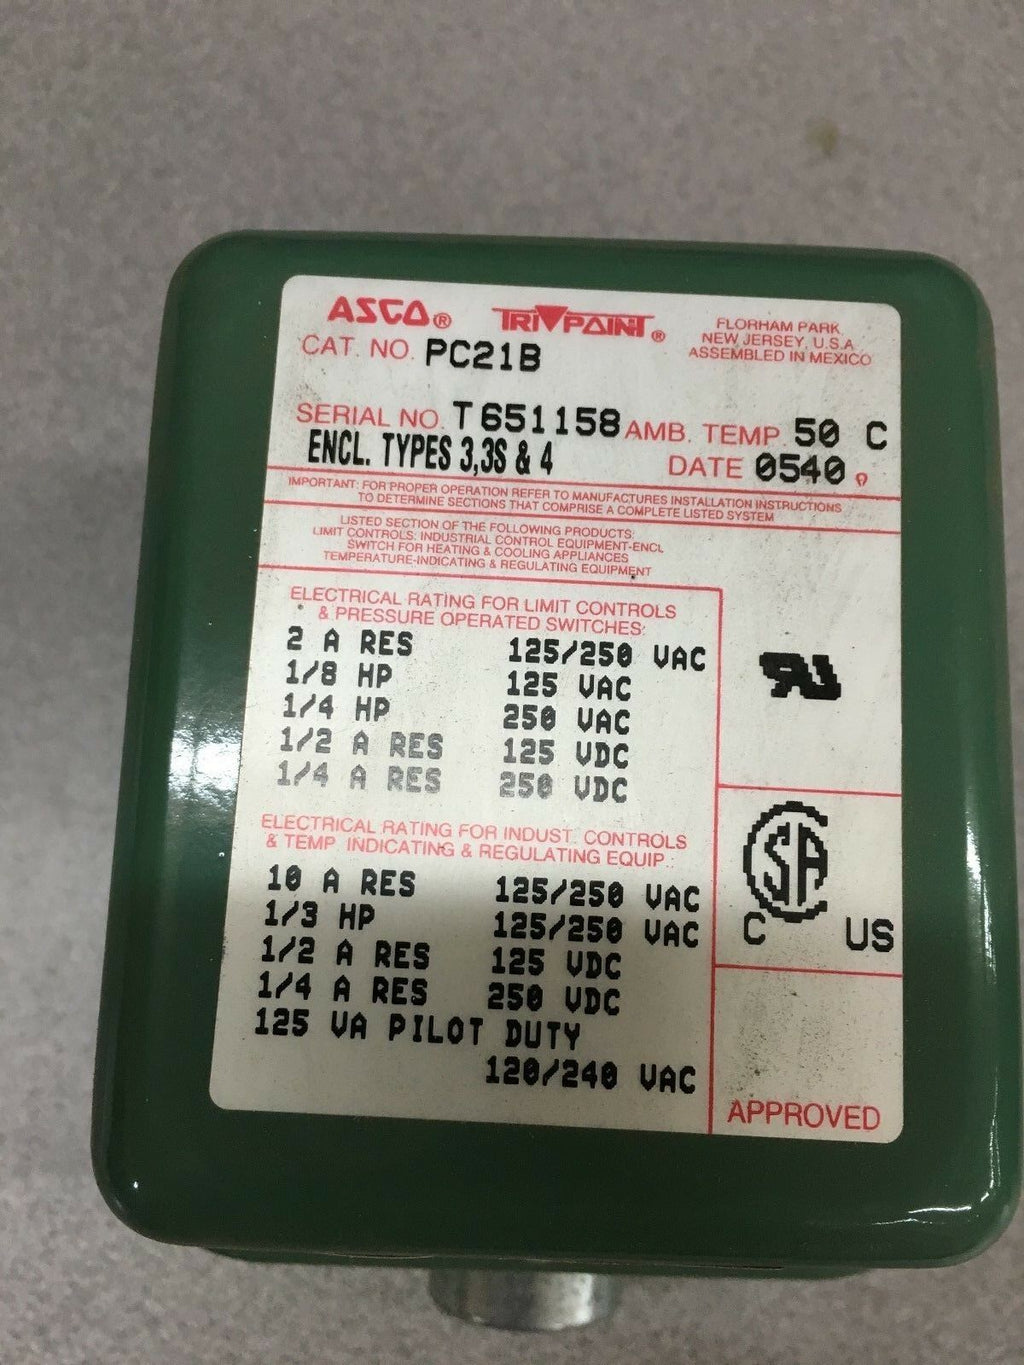 ASCO® TRIPOINT®
FLORHAM PARK,
NEW JERSEY, U.S.A.
ASSEMBLED IN MEXICO
CAT. NO. PC21B
SERIAL NO. T651158 AMB. TEMP. 50 C
ENCL. TYPES 3,3S & 4 DATE 0540
IMPORTANT: FOR PROPER OPERATION REFER TO MANUFACTURES INSTALLATION INSTRUCTIONS
TO DETERMINE SECTIONS THAT COMPRISE A COMPLETE LISTED SYSTEM
LISTED SECTION OF THE FOLLOWING PRODUCTS:
LIMIT CONTROLS: INDUSTRIAL CONTROL EQUIPMENT-ENCL
SWITCH FOR HEATING & COOLING APPLIANCES
TEMPERATURE-INDICATING & REGULATING EQUIPMENT
ELECTRICAL RATING FOR LIMIT CONTROLS
& PRESSURE OPERATED SWITCHES:
2 A RES 125/250 VAC
1/8 HP 125 VAC
1/4 HP 250 VAC
1/2 A RES 125 VDC
1/4 A RES 250 VDC
ELECTRICAL RATING FOR INDUST. CONTROLS
& TEMP. INDICATING & REGULATING EQUIP.:
10 A RES 125/250 VAC
1/3 HP 125/250 VAC
1/2 A RES 125 VDC
1/4 A RES 250 VDC
125 VA PILOT DUTY
120/240 VAC
RU
CSA
C US
APPROVED